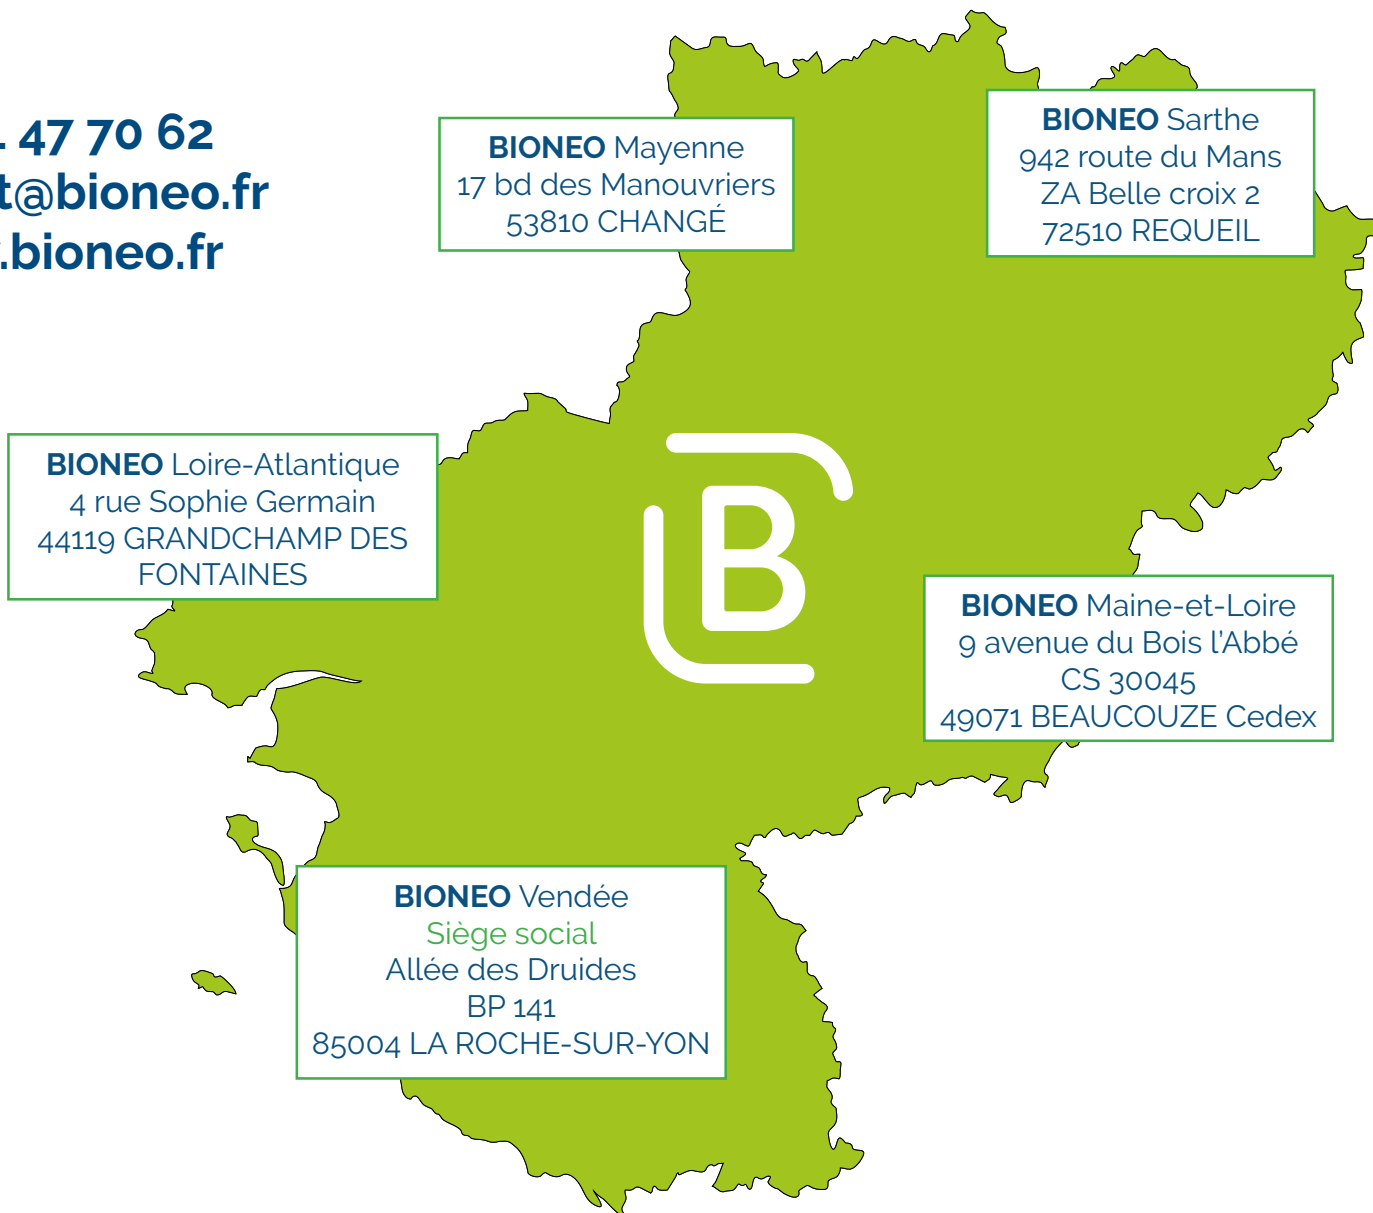 47 70 62
t@bioneo.fr
.bioneo.fr
BIONEO Mayenne
17 bd des Manouvriers
53810 CHANGÉ
BIONEO Sarthe
942 route du Mans
ZA Belle croix 2
72510 REQUEIL
BIONEO Loire-Atlantique
4 rue Sophie Germain
44119 GRANDCHAMP DES
FONTAINES
B
BIONEO Maine-et-Loire
9 avenue du Bois l'Abbé
CS 30045
49071 BEAUCOUZE Cedex
BIONEO Vendée
Siège social
Allée des Druides
BP 141
85004 LA ROCHE-SUR-YON